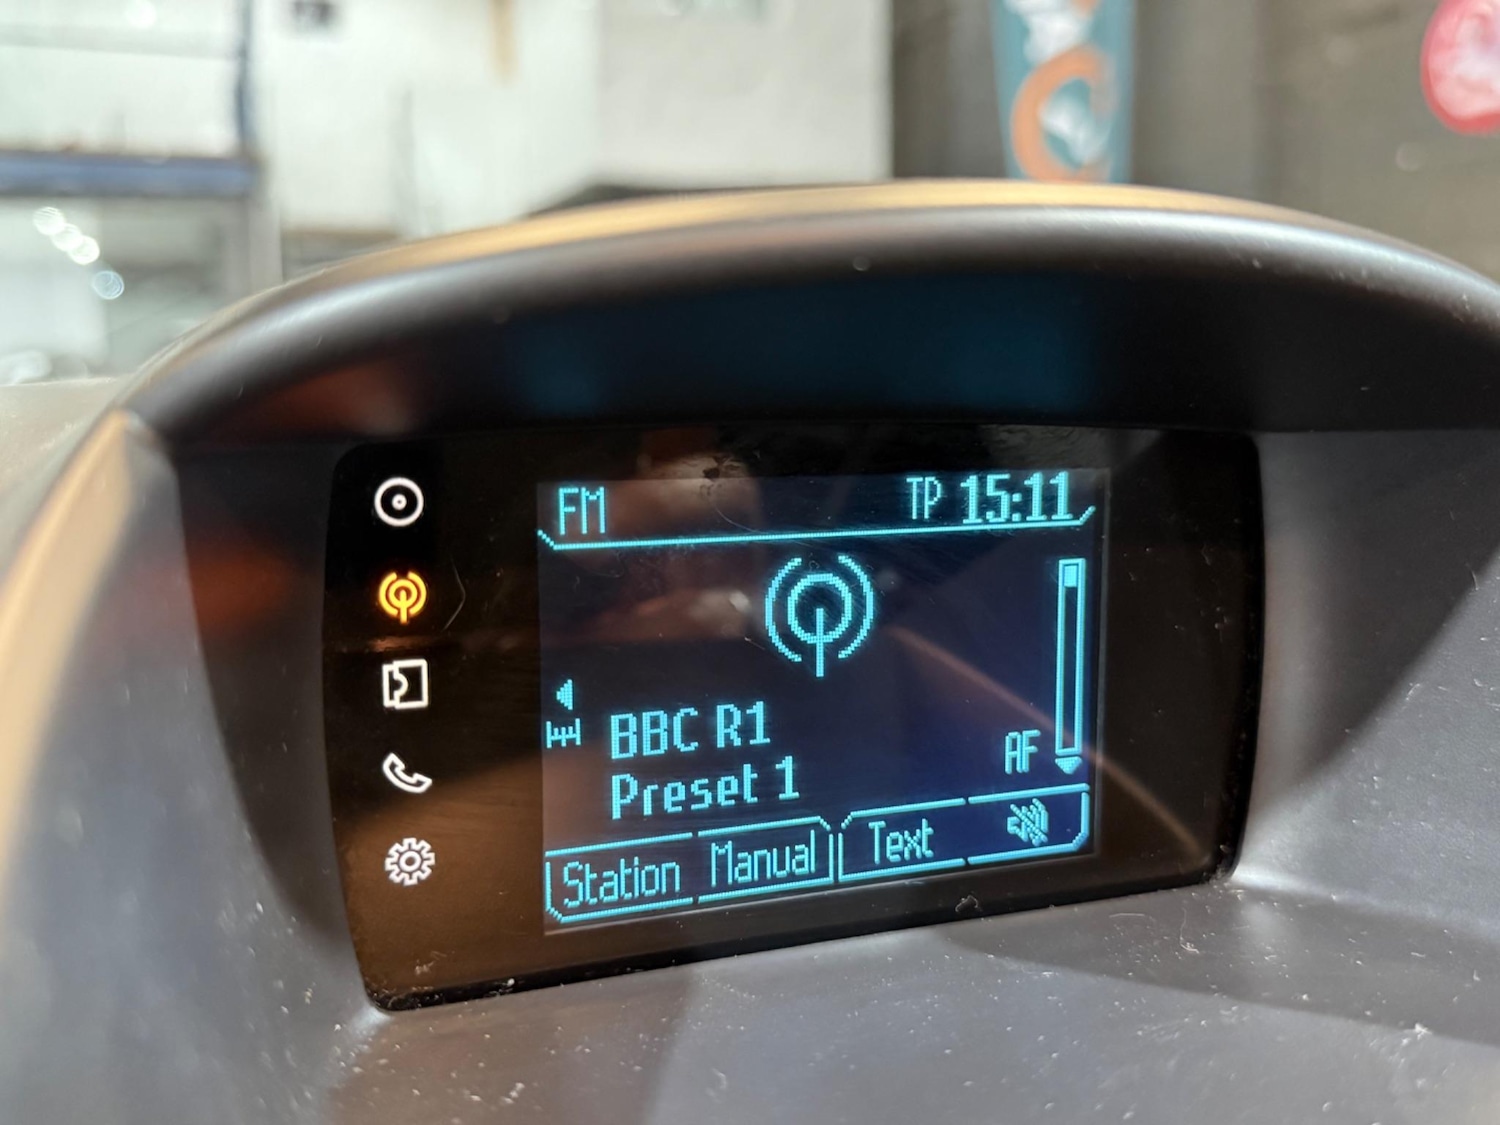 FM TP 15:11
BBC R1
Preset 1
AF
Station Manual Text